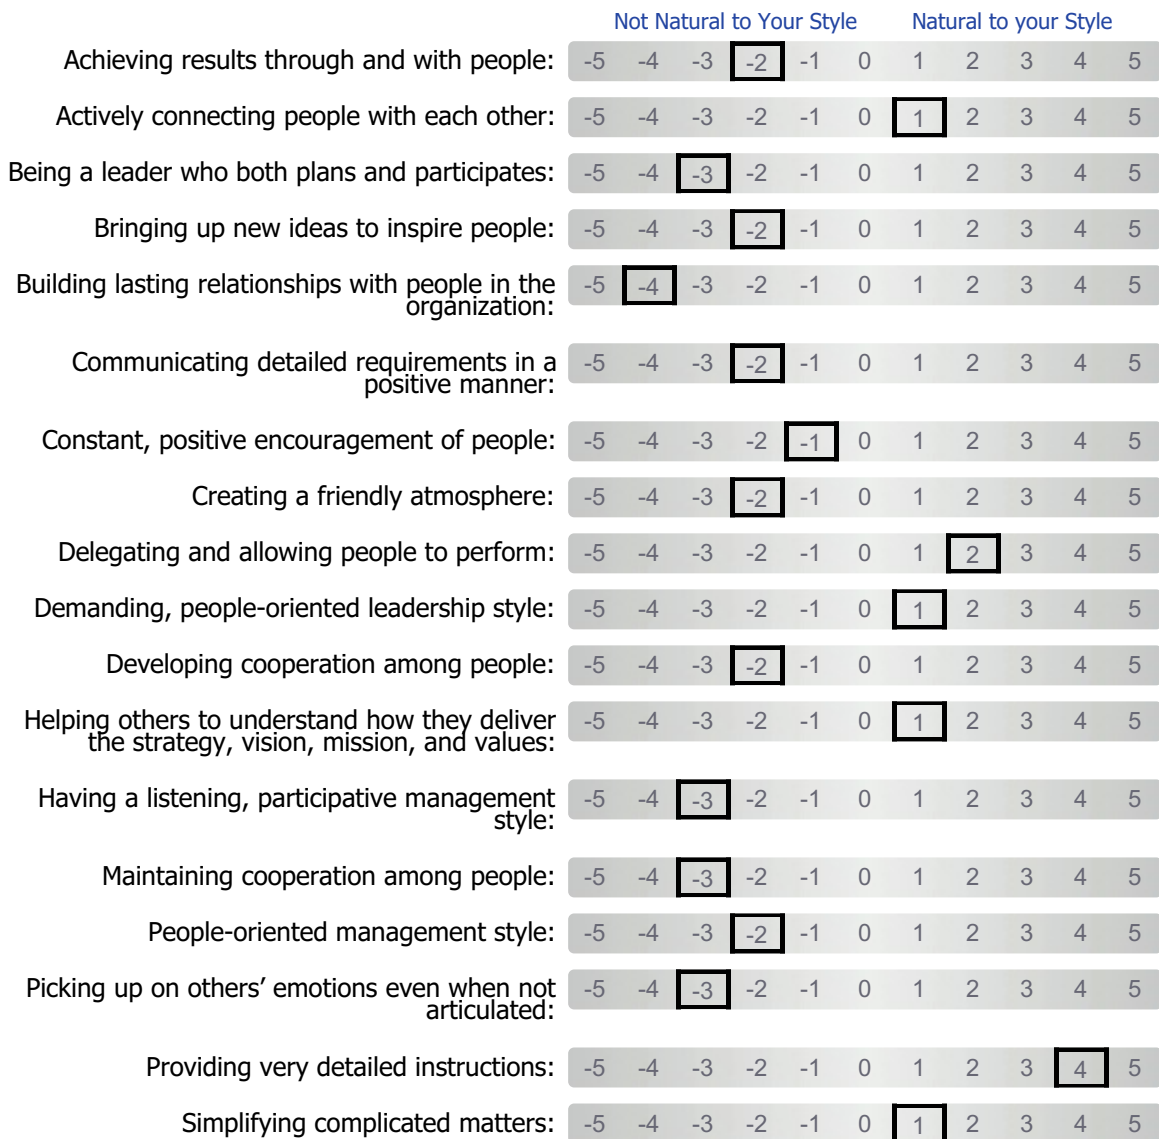 Not Natural to Your Style Natural to your Style
Achieving results through and with people: -5 -4 -3 -2 -1 0 1 2 3 4 5
Actively connecting people with each other: -5 -4 -3 -2 -1 0 1 2 3 4 5
Being a leader who both plans and participates: -5 -4 -3 -2 -1 0 1 2 3 4 5
Bringing up new ideas to inspire people: -5 -4 -3 -2 -1 0 1 2 3 4 5
Building lasting relationships with people in the
organization: -5 -4 -3 -2 -1 0 1 2 3 4 5
Communicating detailed requirements in a
positive manner: -5 -4 -3 -2 -1 0 1 2 3 4 5
Constant, positive encouragement of people: -5 -4 -3 -2 -1 0 1 2 3 4 5
Creating a friendly atmosphere: -5 -4 -3 -2 -1 0 1 2 3 4 5
Delegating and allowing people to perform: -5 -4 -3 -2 -1 0 1 2 3 4 5
Demanding, people-oriented leadership style: -5 -4 -3 -2 -1 0 1 2 3 4 5
Developing cooperation among people: -5 -4 -3 -2 -1 0 1 2 3 4 5
Helping others to understand how they deliver
the strategy, vision, mission, and values: -5 -4 -3 -2 -1 0 1 2 3 4 5
Having a listening, participative management
style: -5 -4 -3 -2 -1 0 1 2 3 4 5
Maintaining cooperation among people: -5 -4 -3 -2 -1 0 1 2 3 4 5
People-oriented management style: -5 -4 -3 -2 -1 0 1 2 3 4 5
Picking up on others’ emotions even when not
articulated: -5 -4 -3 -2 -1 0 1 2 3 4 5
Providing very detailed instructions: -5 -4 -3 -2 -1 0 1 2 3 4 5
Simplifying complicated matters: -5 -4 -3 -2 -1 0 1 2 3 4 5